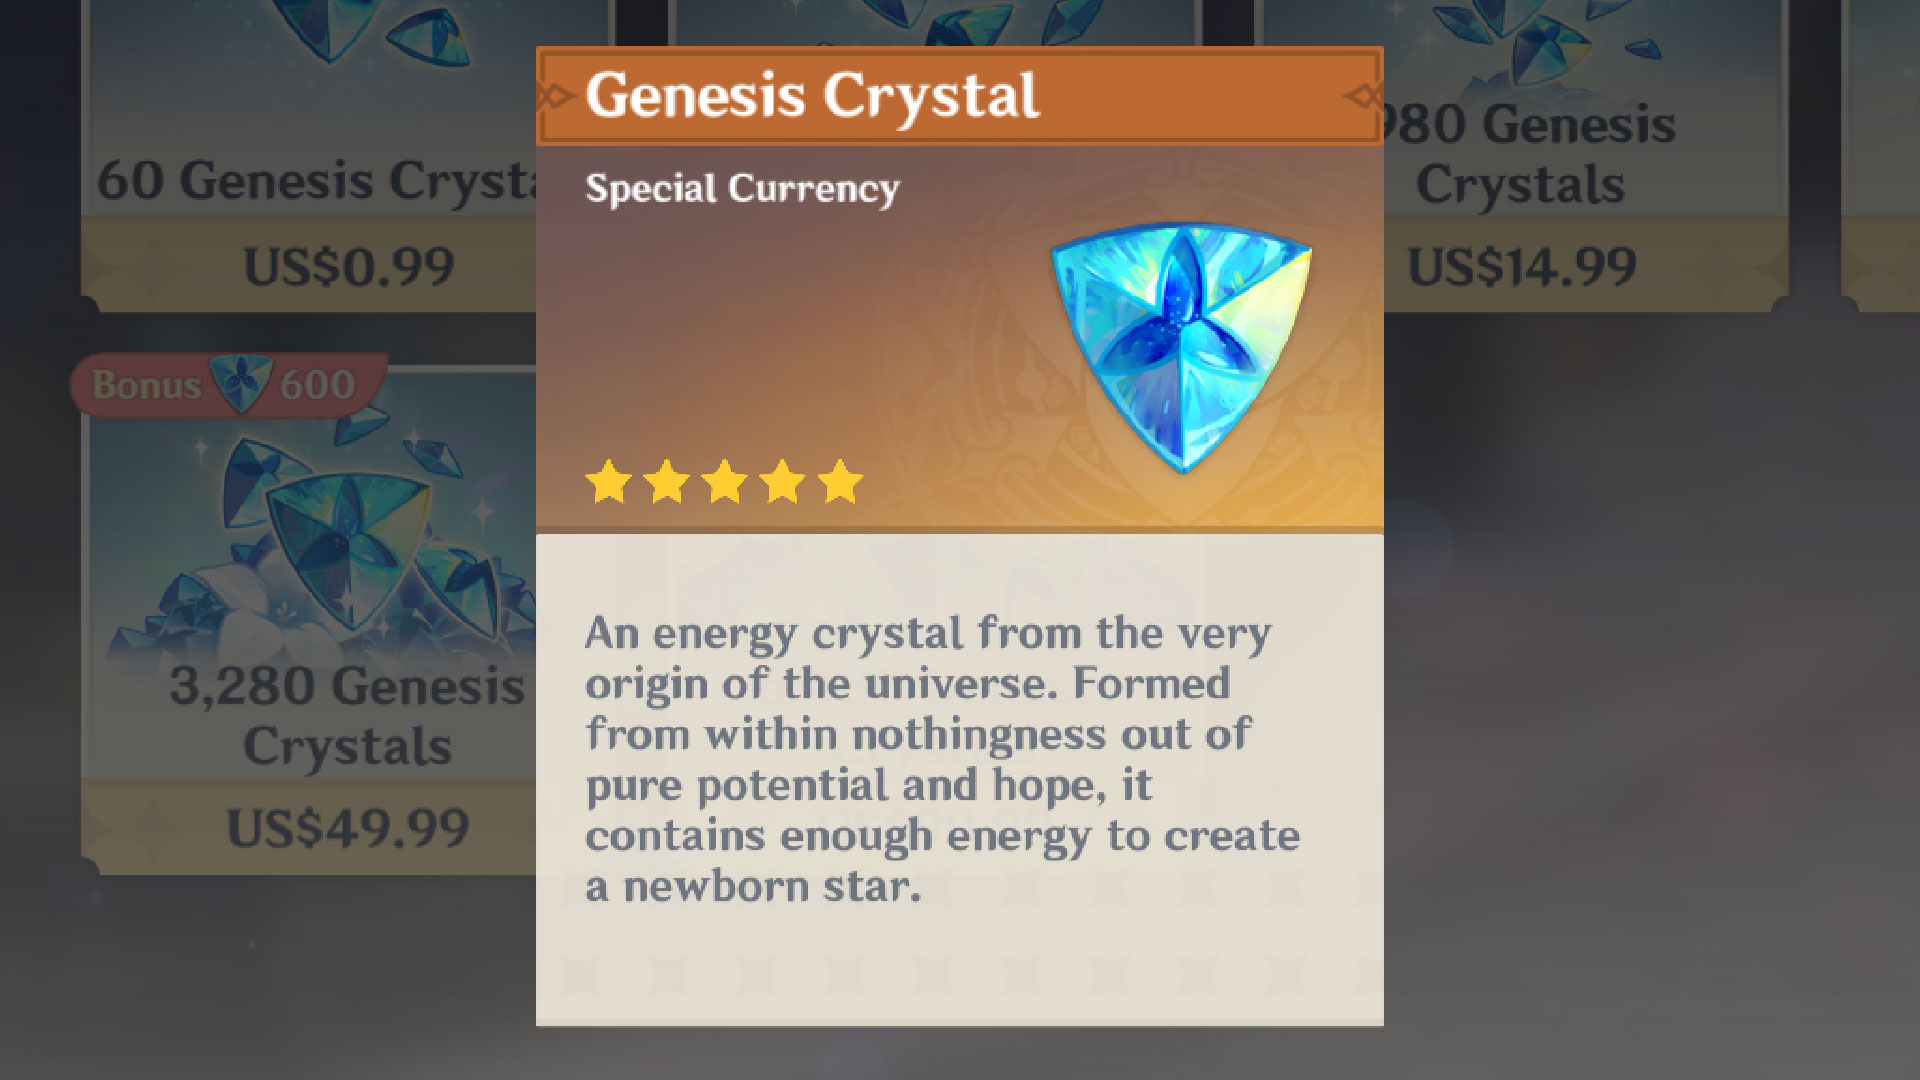 Genesis Crystal
Special Currency
An energy crystal from the very
origin of the universe. Formed
from within nothingness out of
pure potential and hope, it
contains enough energy to create
a newborn star.
60 Genesis
US$0.99
980 Genesis
Crystals
US$14.99
Bonus 600
3,280 Genesis
Crystals
US$49.99